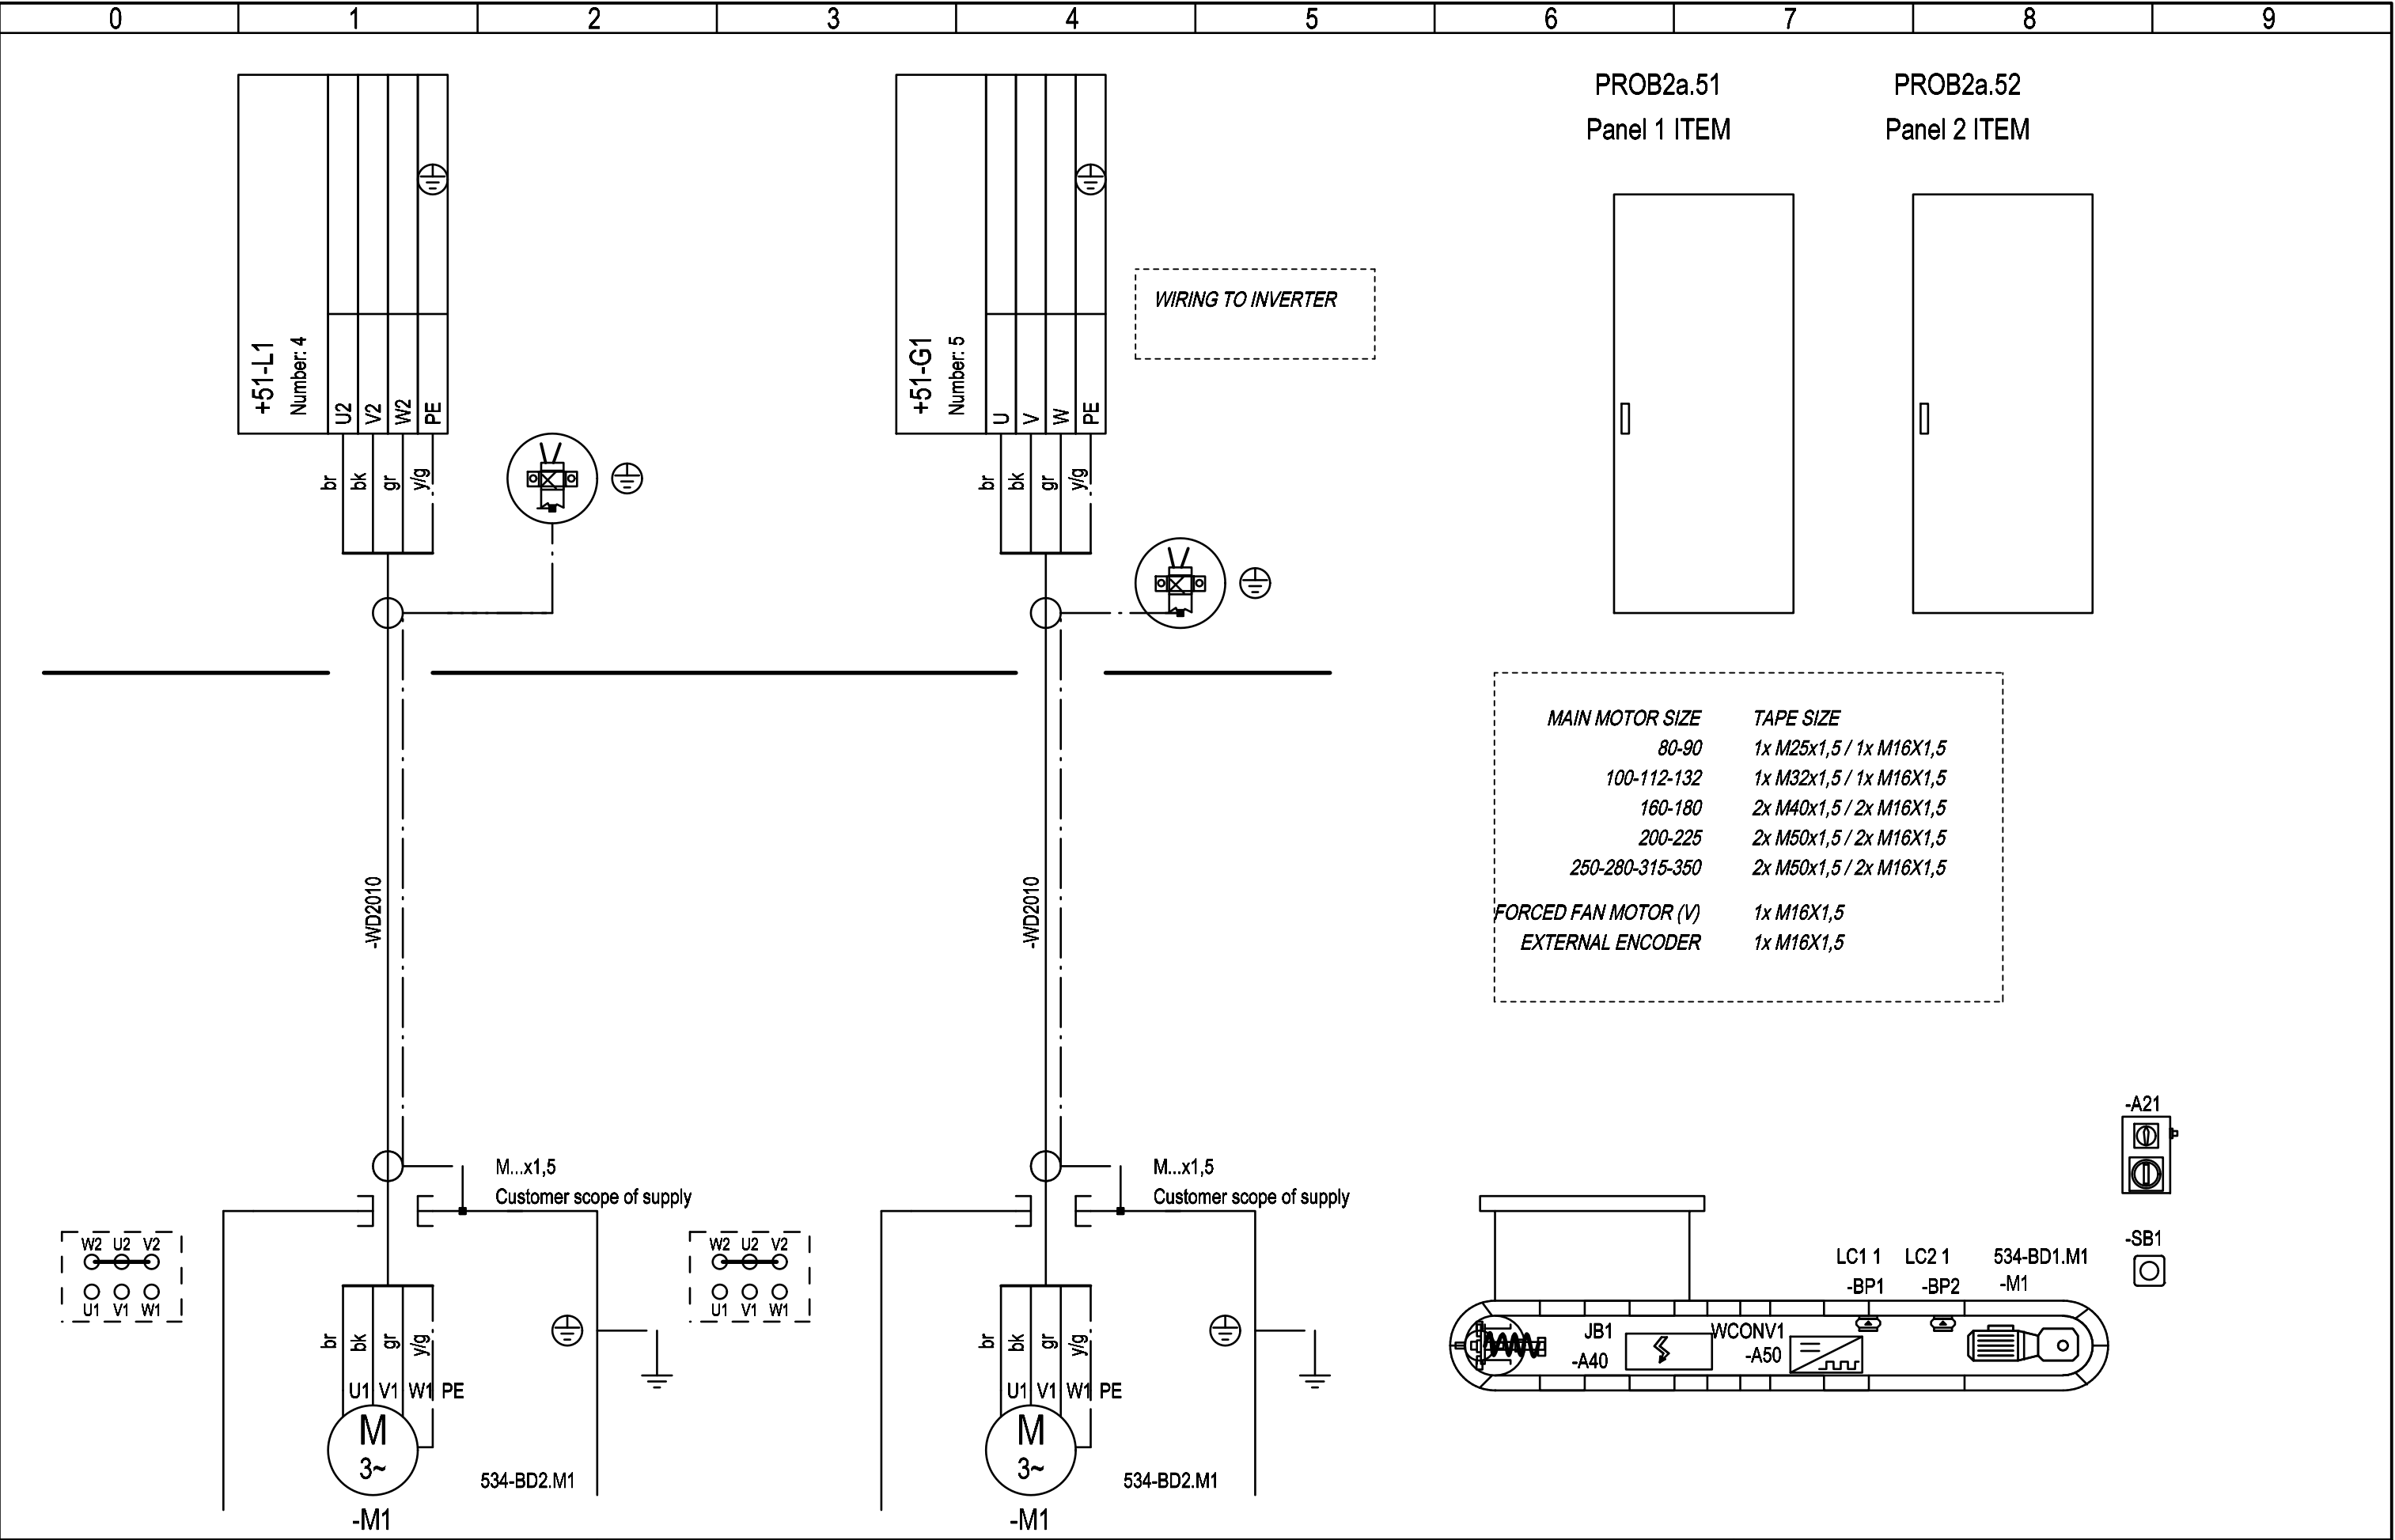 0 1 2 3 4 5 6 7 8 9
PROB2a.51
Panel 1 ITEM
PROB2a.52
Panel 2 ITEM
+51-L1
Number: 4
U2
V2
W2
PE
br
bk
gr
y/g
+51-G1
Number: 5
U
V
W
PE
br
bk
gr
y/g
WIRING TO INVERTER
-WD2010
-WD2010
MAIN MOTOR SIZE TAPE SIZE
80-90 1x M25x1,5 / 1x M16X1,5
100-112-132 1x M32x1,5 / 1x M16X1,5
160-180 2x M40x1,5 / 2x M16X1,5
200-225 2x M50x1,5 / 2x M16X1,5
250-280-315-350 2x M50x1,5 / 2x M16X1,5
FORCED FAN MOTOR (V) 1x M16X1,5
EXTERNAL ENCODER 1x M16X1,5
M...x1,5
Customer scope of supply
W2 U2 V2
U1 V1 W1
br
bk
gr
y/g
U1 V1 W1 PE
M
3~
534-BD2.M1
-M1
M...x1,5
Customer scope of supply
W2 U2 V2
U1 V1 W1
br
bk
gr
y/g
U1 V1 W1 PE
M
3~
534-BD2.M1
-M1
-A21
-SB1
LC1 1
-BP1
LC2 1
-BP2
534-BD1.M1
-M1
JB1
-A40
WCONV1
-A50